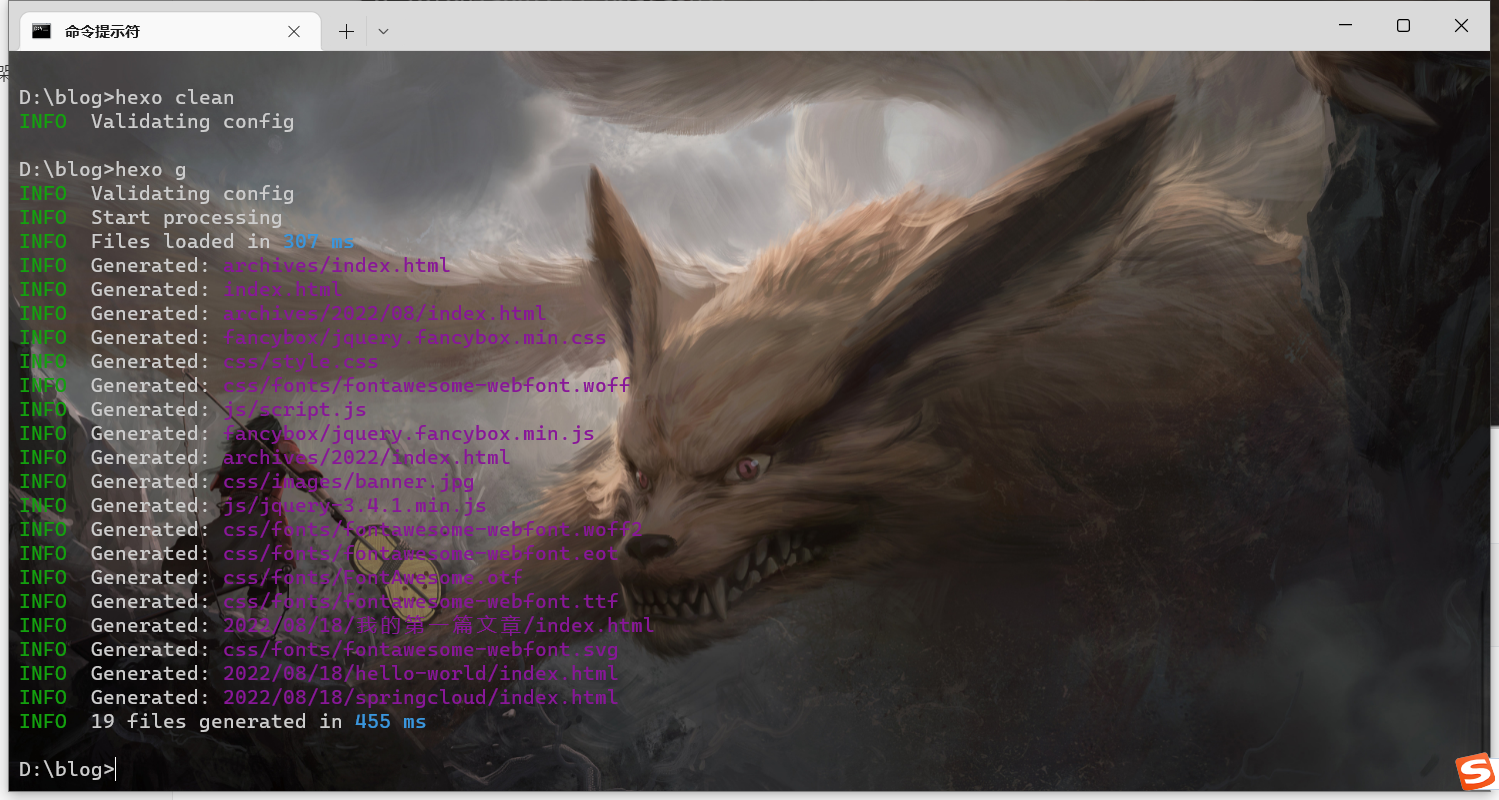 命令提示符
D:\blog>hexo clean
INFO  Validating config
D:\blog>hexo g
INFO  Validating config
INFO  Start processing
INFO  Files loaded in 307 ms
INFO  Generated: archives/index.html
INFO  Generated: index.html
INFO  Generated: archives/2022/08/index.html
INFO  Generated: fancybox/jquery.fancybox.min.css
INFO  Generated: css/style.css
INFO  Generated: css/fonts/fontawesome-webfont.woff
INFO  Generated: js/script.js
INFO  Generated: fancybox/jquery.fancybox.min.js
INFO  Generated: archives/2022/index.html
INFO  Generated: css/images/banner.jpg
INFO  Generated: js/jquery-3.4.1.min.js
INFO  Generated: css/fonts/fontawesome-webfont.woff2
INFO  Generated: css/fonts/fontawesome-webfont.eot
INFO  Generated: css/fonts/FontAwesome.otf
INFO  Generated: css/fonts/fontawesome-webfont.ttf
INFO  Generated: 2022/08/18/我的第一篇文章/index.html
INFO  Generated: css/fonts/fontawesome-webfont.svg
INFO  Generated: 2022/08/18/hello-world/index.html
INFO  Generated: 2022/08/18/springcloud/index.html
INFO  19 files generated in 455 ms
D:\blog>